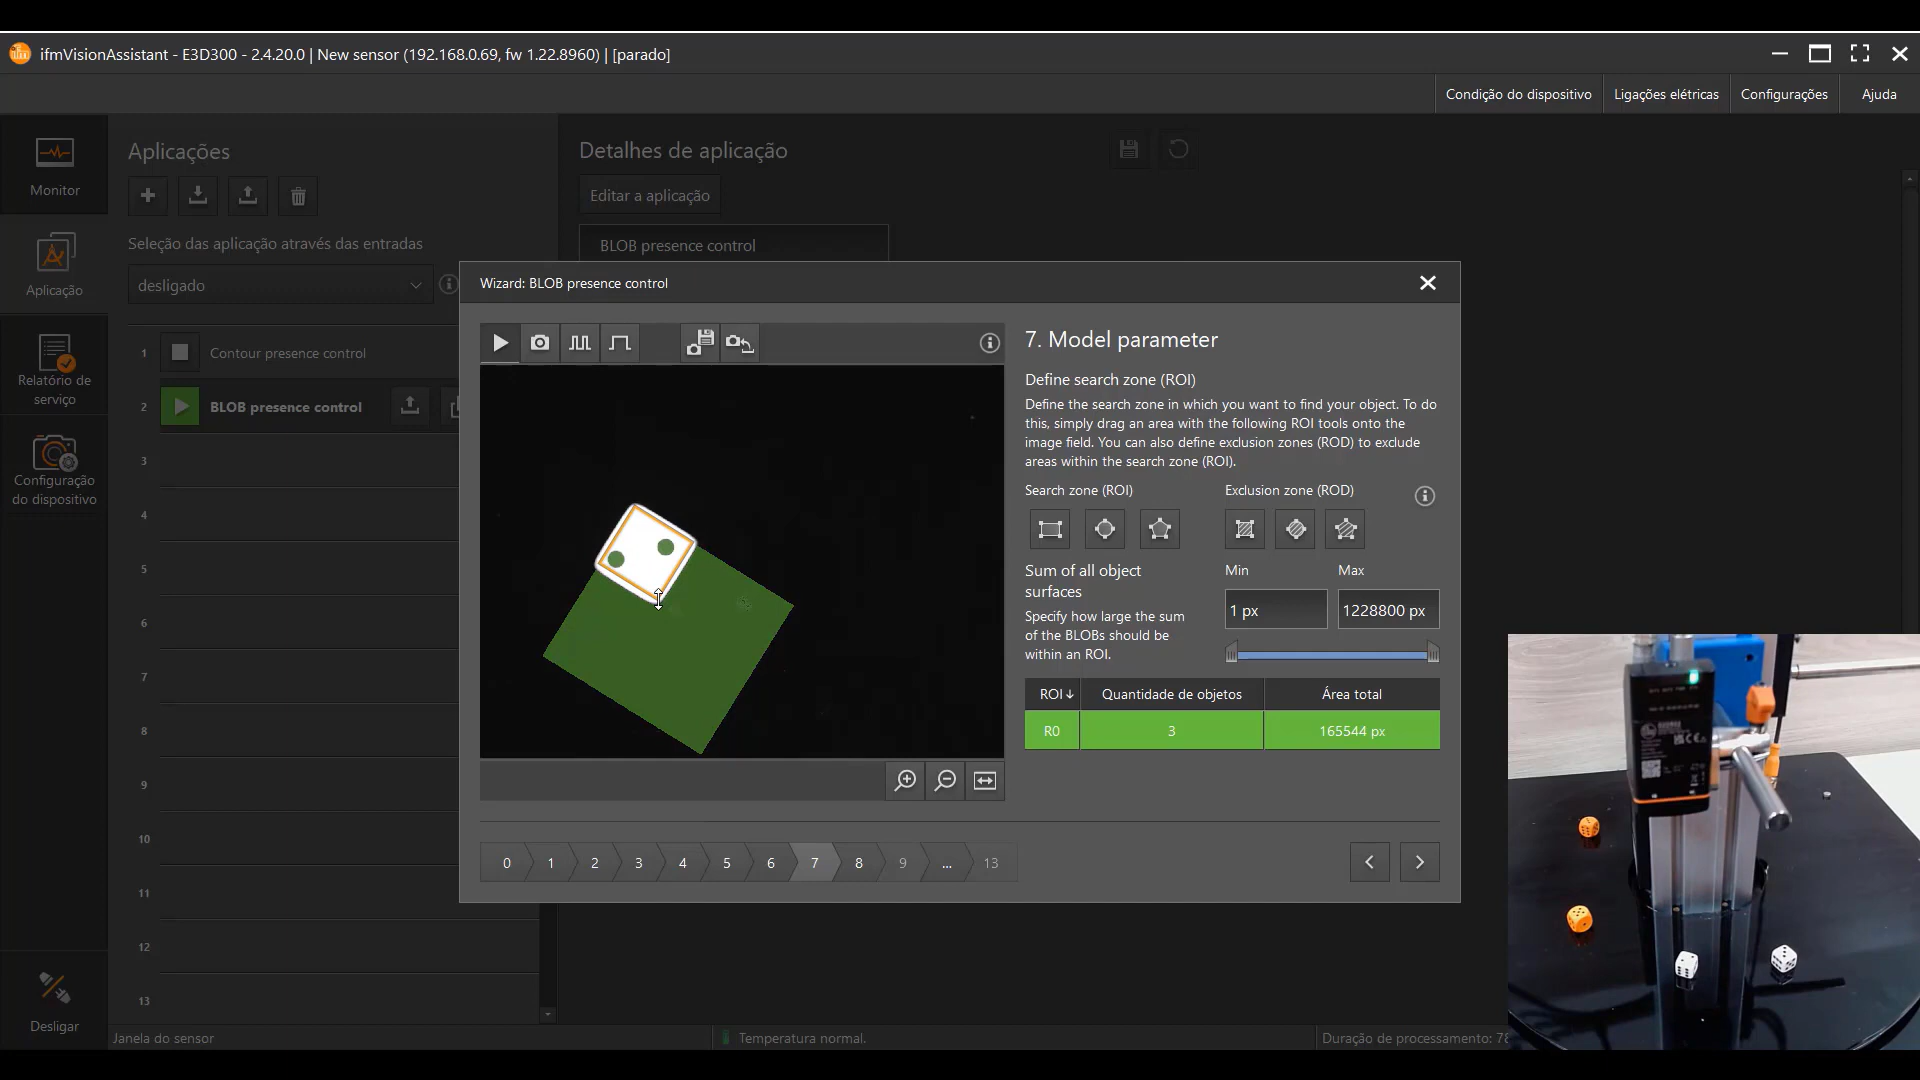 ifmVisionAssistant - E3D300 - 2.4.20.0 | New sensor (192.168.0.69, fw 1.22.8960) | [parado]
Condição do dispositivo
Ligações elétricas
Configurações
Ajuda
Monitor
Aplicação
Relatório de
serviço
Configuração
do dispositivo
Desligar
Aplicações
Seleção das aplicação através das entradas
desligado
1 Contour presence control
2 BLOB presence control
3
4
5
6
7
8
9
10
11
12
13
Detalhes de aplicação
Editar a aplicação
BLOB presence control
Wizard: BLOB presence control
7. Model parameter
Define search zone (ROI)
Define the search zone in which you want to find your object. To do
this, simply drag an area with the following ROI tools onto the
image field. You can also define exclusion zones (ROD) to exclude
areas within the search zone (ROI).
Search zone (ROI)
Exclusion zone (ROD)
Sum of all object
surfaces
Specify how large the sum
of the BLOBs should be
within an ROI.
Min
Max
1 px
1228800 px
ROI Quantidade de objetos Área total
R0 3 165544 px
0 1 2 3 4 5 6 7 8 9 ... 13
Janela do sensor
Temperatura normal.
Duração de processamento: 78